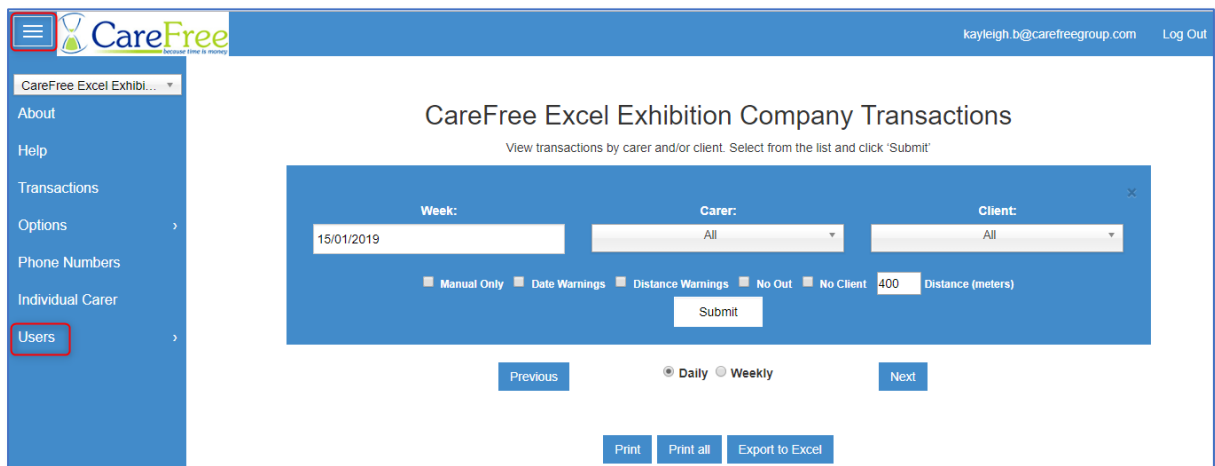 CareFree
because time is money
kayleigh.b@carefreegroup.com Log Out
CareFree Excel Exhibi...
About
Help
Transactions
Options
Phone Numbers
Individual Carer
Users
CareFree Excel Exhibition Company Transactions
View transactions by carer and/or client. Select from the list and click ‘Submit’
x
Week: Carer: Client:
15/01/2019 All All
Manual Only Date Warnings Distance Warnings No Out No Client 400 Distance (meters)
Submit
Previous Daily Weekly Next
Print Print all Export to Excel